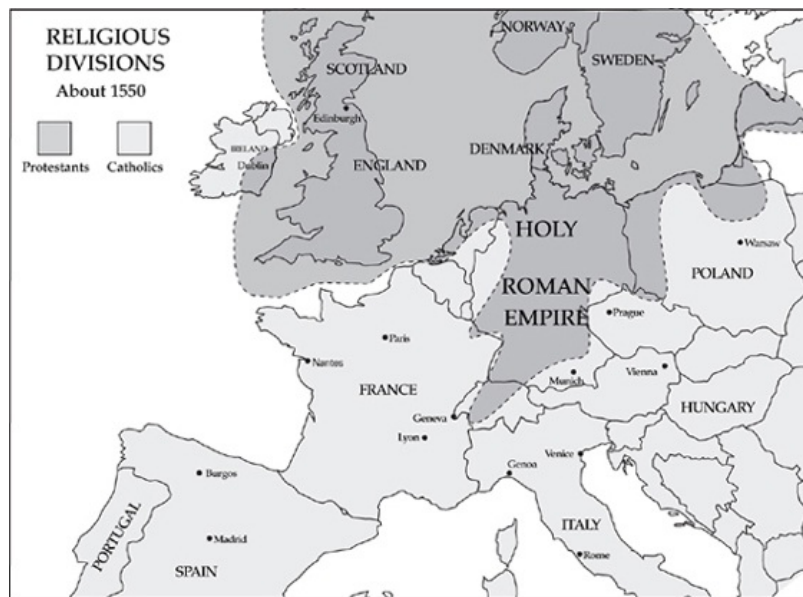 RELIGIOUS
DIVISIONS
About 1550
Protestants
Catholics
NORWAY
SWEDEN
SCOTLAND
Edinburgh
IRELAND
Dublin
ENGLAND
DENMARK
HOLY
ROMAN
EMPIRE
Warsaw
POLAND
Prague
Paris
Nantes
Munich
Vienna
FRANCE
HUNGARY
Geneva
Lyon
Venice
Genoa
Burgos
PORTUGAL
Madrid
SPAIN
ITALY
Rome